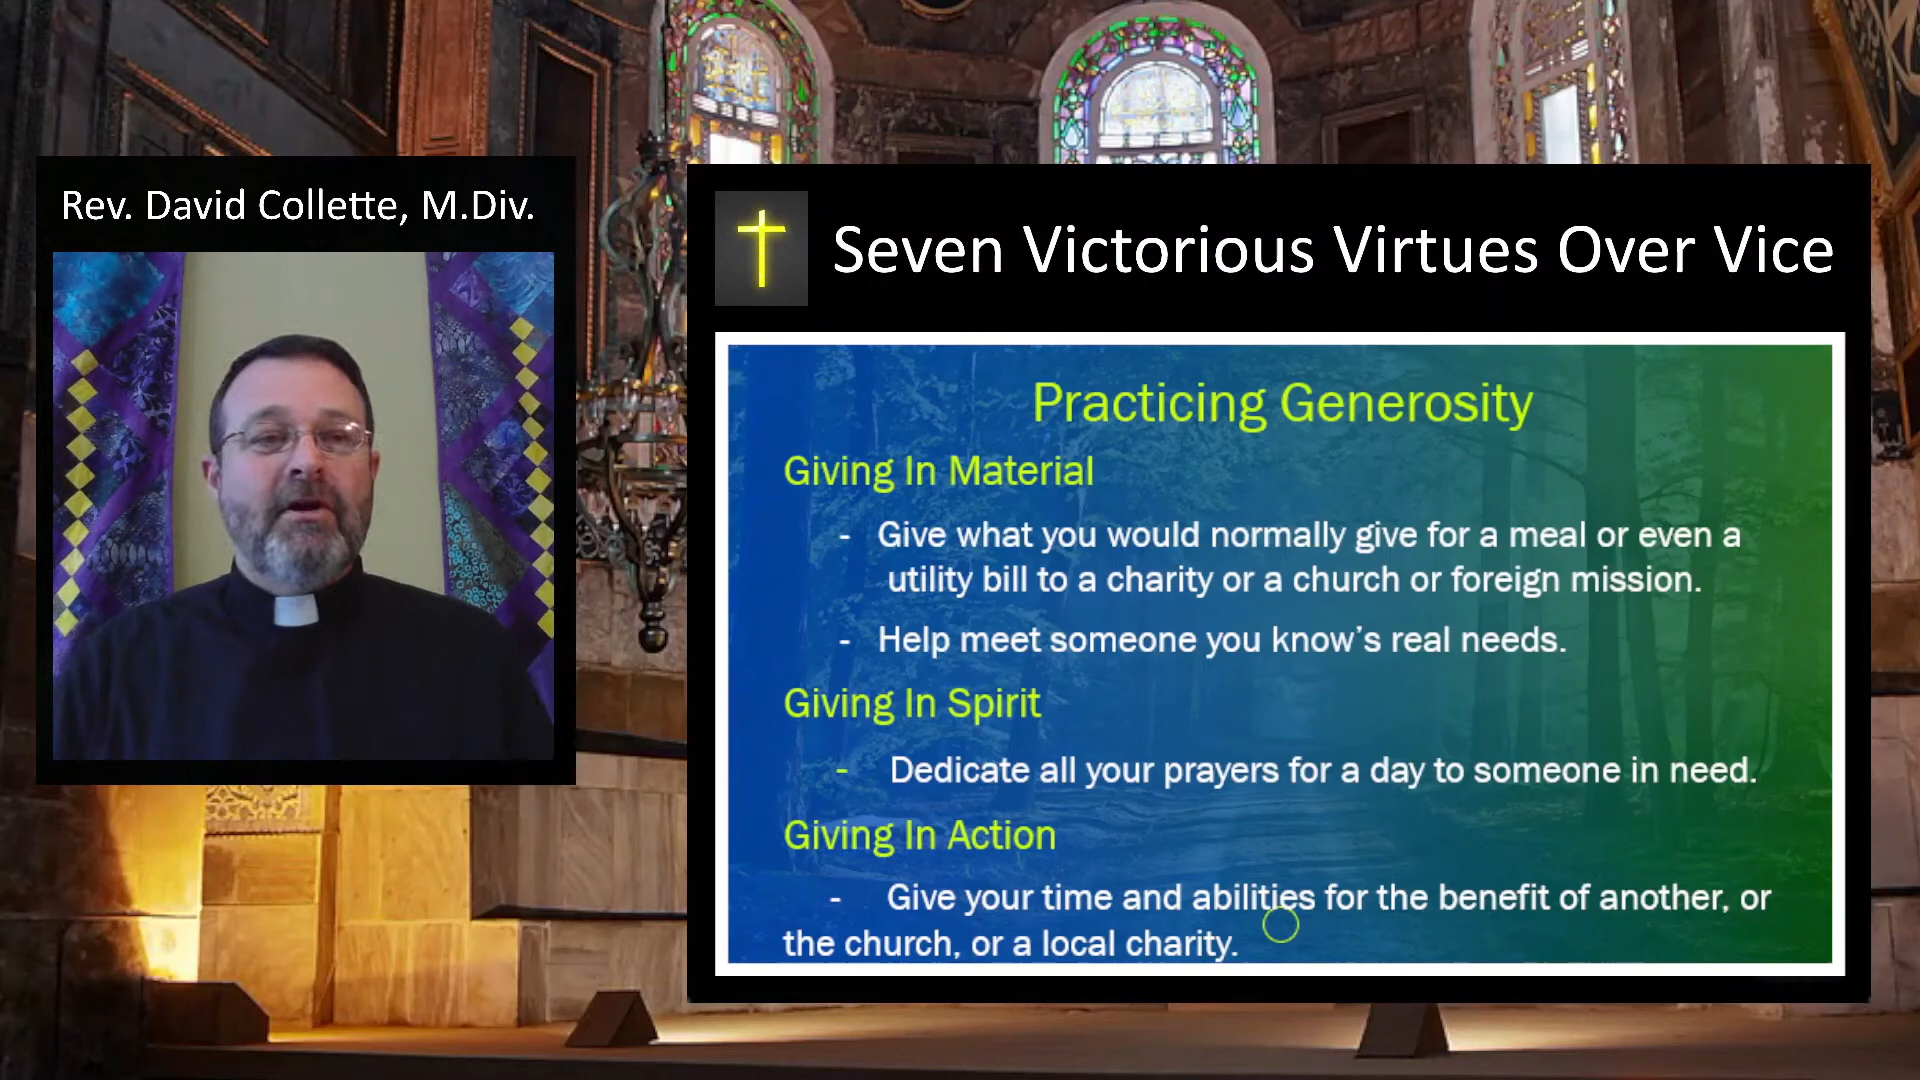 Rev. David Collette, M.Div.
Seven Victorious Virtues Over Vice
Practicing Generosity
Giving In Material
- Give what you would normally give for a meal or even a
utility bill to a charity or a church or foreign mission.
- Help meet someone you know’s real needs.
Giving In Spirit
- Dedicate all your prayers for a day to someone in need.
Giving In Action
- Give your time and abilities for the benefit of another, or
the church, or a local charity.